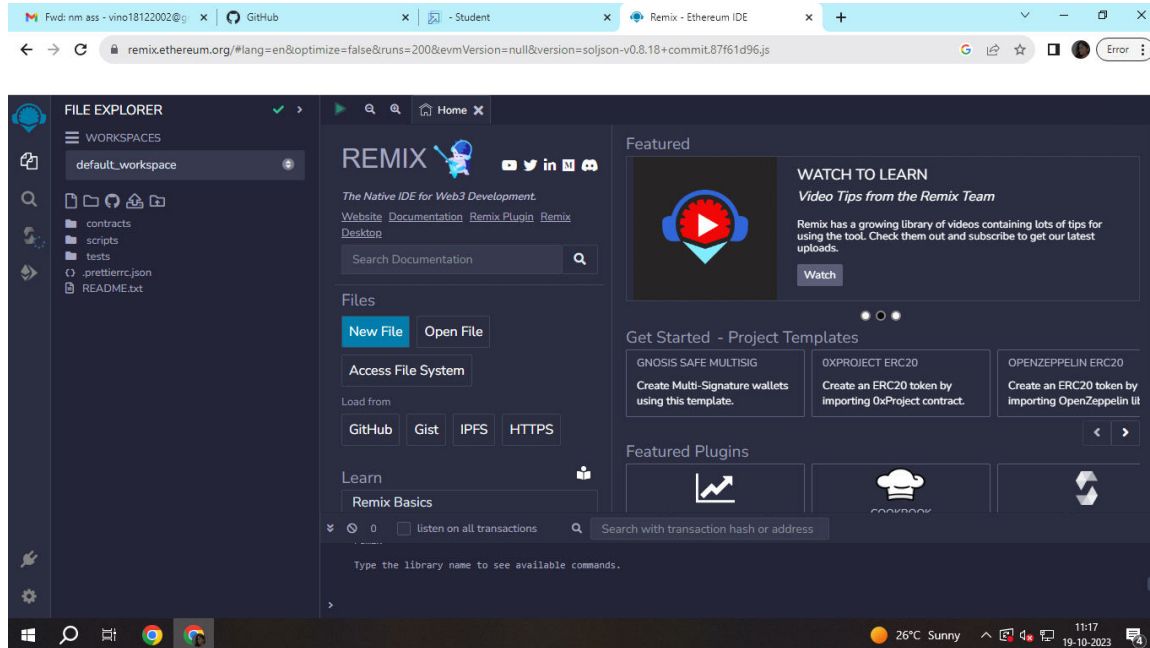 Fwd: nm ass - vino18122002@g
GitHub
- Student
Remix - Ethereum IDE
remix.ethereum.org/#lang=en&optimize=false&runs=200&evmVersion=null&version=soljson-v0.8.18+commit.87f61d96.js
Error
FILE EXPLORER
WORKSPACES
default_workspace
contracts
scripts
tests
.prettierrc.json
README.txt
Home
REMIX
The Native IDE for Web3 Development.
Website Documentation Remix Plugin Remix
Desktop
Search Documentation
Files
New File Open File
Access File System
Load from
GitHub Gist IPFS HTTPS
Learn
Remix Basics
Featured
WATCH TO LEARN
Video Tips from the Remix Team
Remix has a growing library of videos containing lots of tips for
using the tool. Check them out and subscribe to get our latest
uploads.
Watch
Get Started - Project Templates
GNOSIS SAFE MULTISIG
Create Multi-Signature wallets
using this template.
0XPROJECT ERC20
Create an ERC20 token by
importing 0xProject contract.
OPENZEPPELIN ERC20
Create an ERC20 token by
importing OpenZeppelin lib
Featured Plugins
COOKBOOK
0 listen on all transactions Search with transaction hash or address
Type the library name to see available commands.
>
26°C Sunny
11:17
19-10-2023
4